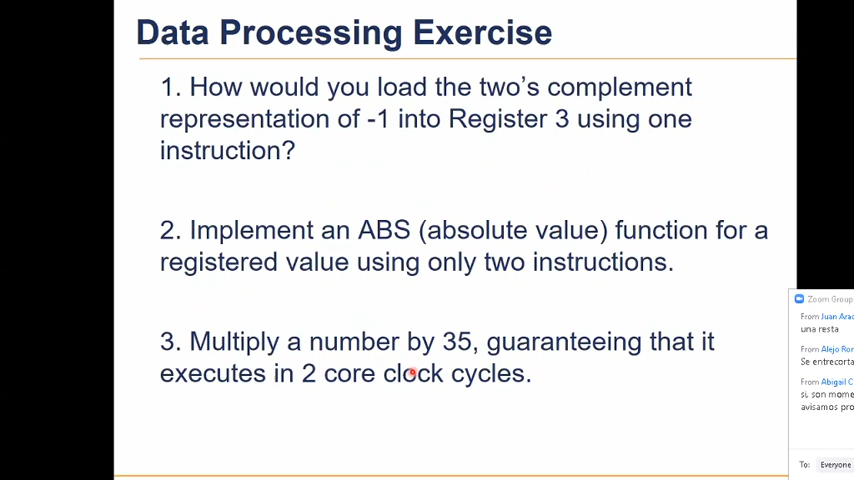 Data Processing Exercise
1. How would you load the two's complement
representation of -1 into Register 3 using one
instruction?
2. Implement an ABS (absolute value) function for a
registered value using only two instructions.
3. Multiply a number by 35, guaranteeing that it
executes in 2 core clock cycles.
Zoom Group
From Juan Arac
una resta
From Alejo Ror
Se entrecorta
From Abigail C
si, son mome
avisamos pro
To: Everyone